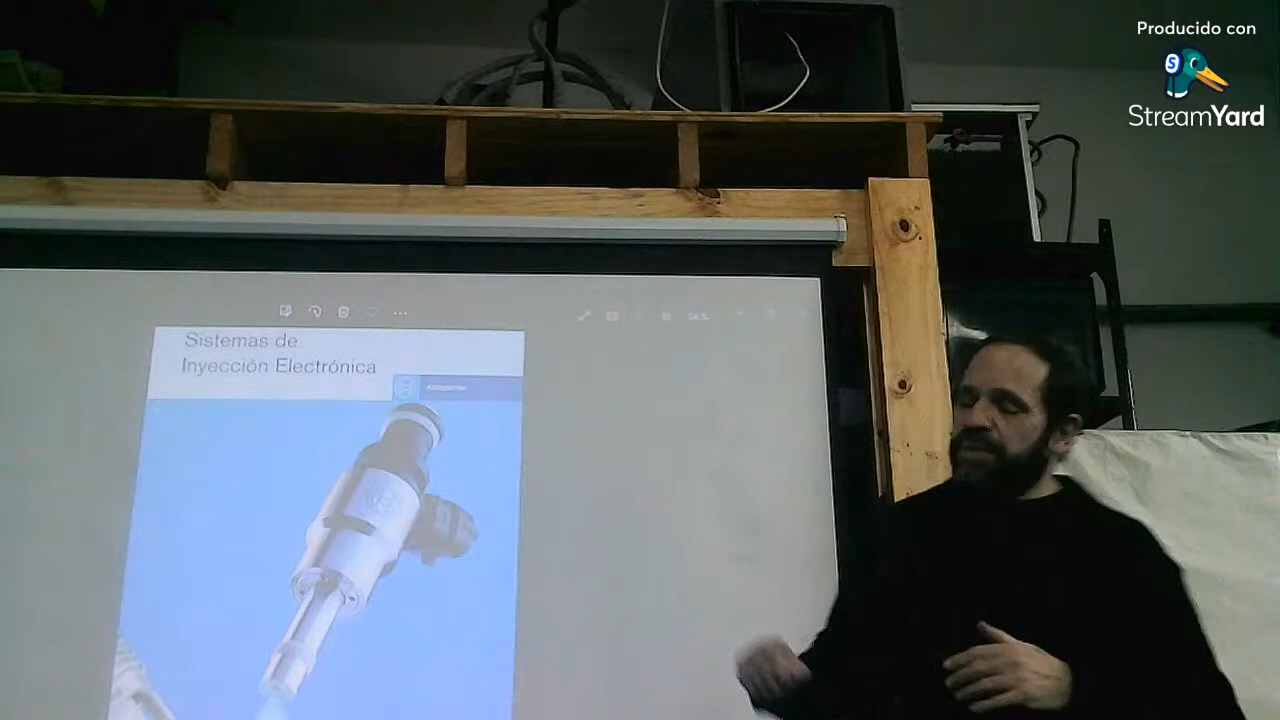 Producido con
StreamYard
Sistemas de
Inyección Electrónica